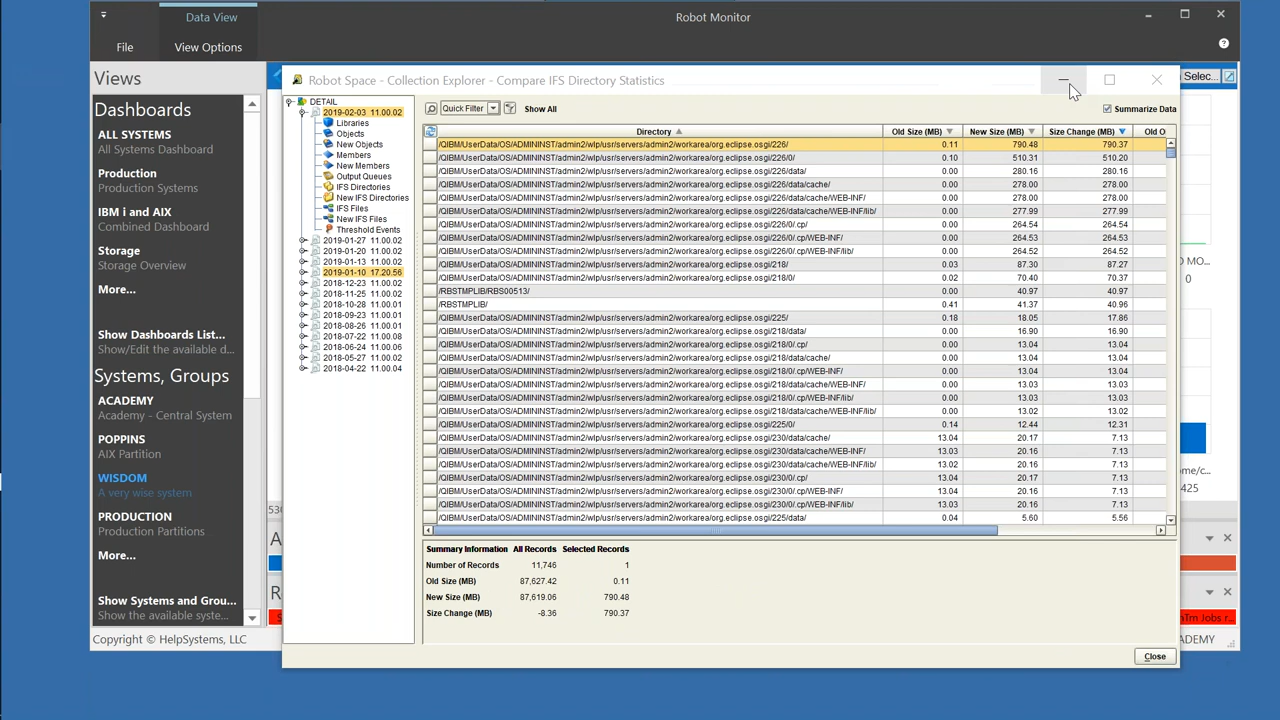 Data View
Robot Monitor
File
View Options
Views
Robot Space - Collection Explorer - Compare IFS Directory Statistics
Selec...
Dashboards
ALL SYSTEMS
All Systems Dashboard
Production
Production Systems
IBM i and AIX
Combined Dashboard
Storage
Storage Overview
More...
Show Dashboards List...
Show/Edit the available d...
Systems, Groups
ACADEMY
Academy - Central System
POPPINS
AIX Partition
WISDOM
A very wise system
PRODUCTION
Production Partitions
More...
Show Systems and Grou...
Show the available syste...
Copyright © HelpSystems, LLC
DETAIL
2019-02-03 11.00.02
Libraries
Objects
New Objects
Members
New Members
Output Queues
IFS Directories
New IFS Directories
IFS Files
New IFS Files
Threshold Events
2019-01-27 11.00.02
2019-01-20 11.00.02
2019-01-13 11.00.02
2019-01-10 17.20.56
2018-12-23 11.00.02
2018-11-25 11.00.02
2018-10-28 11.00.01
2018-09-23 11.00.01
2018-08-26 11.00.01
2018-07-22 11.00.08
2018-06-24 11.00.06
2018-05-27 11.00.02
2018-04-22 11.00.04
Quick Filter Show All Summarize Data
Directory Old Size (MB) New Size (MB) Size Change (MB) Old O
/QIBM/UserData/OS/ADMININST/admin2/wlp/usr/servers/admin2/workarea/org.eclipse.osgi/226/ 0.11 790.48 790.37
/QIBM/UserData/OS/ADMININST/admin2/wlp/usr/servers/admin2/workarea/org.eclipse.osgi/226/0/ 0.10 510.31 510.20
/QIBM/UserData/OS/ADMININST/admin2/wlp/usr/servers/admin2/workarea/org.eclipse.osgi/226/data/ 0.00 280.16 280.16
/QIBM/UserData/OS/ADMININST/admin2/wlp/usr/servers/admin2/workarea/org.eclipse.osgi/226/data/cache/ 0.00 278.00 278.00
/QIBM/UserData/OS/ADMININST/admin2/wlp/usr/servers/admin2/workarea/org.eclipse.osgi/226/data/cache/WEB-INF/ 0.00 278.00 278.00
/QIBM/UserData/OS/ADMININST/admin2/wlp/usr/servers/admin2/workarea/org.eclipse.osgi/226/data/cache/WEB-INF/lib/ 0.00 277.99 277.99
/QIBM/UserData/OS/ADMININST/admin2/wlp/usr/servers/admin2/workarea/org.eclipse.osgi/226/0/.cp/ 0.00 264.54 264.54
/QIBM/UserData/OS/ADMININST/admin2/wlp/usr/servers/admin2/workarea/org.eclipse.osgi/226/0/.cp/WEB-INF/ 0.00 264.53 264.53
/QIBM/UserData/OS/ADMININST/admin2/wlp/usr/servers/admin2/workarea/org.eclipse.osgi/226/0/.cp/WEB-INF/lib/ 0.00 264.52 264.52
/QIBM/UserData/OS/ADMININST/admin2/wlp/usr/servers/admin2/workarea/org.eclipse.osgi/218/ 0.03 87.30 87.27
/QIBM/UserData/OS/ADMININST/admin2/wlp/usr/servers/admin2/workarea/org.eclipse.osgi/218/0/ 0.02 70.40 70.37
/RBSTMPLIB/RBS00513/ 0.00 40.97 40.97
/RBSTMPLIB/ 0.41 41.37 40.96
/QIBM/UserData/OS/ADMININST/admin2/wlp/usr/servers/admin2/workarea/org.eclipse.osgi/225/ 0.18 18.05 17.86
/QIBM/UserData/OS/ADMININST/admin2/wlp/usr/servers/admin2/workarea/org.eclipse.osgi/218/data/ 0.00 16.90 16.90
/QIBM/UserData/OS/ADMININST/admin2/wlp/usr/servers/admin2/workarea/org.eclipse.osgi/218/0/.cp/ 0.00 13.04 13.04
/QIBM/UserData/OS/ADMININST/admin2/wlp/usr/servers/admin2/workarea/org.eclipse.osgi/218/data/cache/ 0.00 13.04 13.04
/QIBM/UserData/OS/ADMININST/admin2/wlp/usr/servers/admin2/workarea/org.eclipse.osgi/218/0/.cp/WEB-INF/ 0.00 13.04 13.04
/QIBM/UserData/OS/ADMININST/admin2/wlp/usr/servers/admin2/workarea/org.eclipse.osgi/218/data/cache/WEB-INF/ 0.00 13.03 13.03
/QIBM/UserData/OS/ADMININST/admin2/wlp/usr/servers/admin2/workarea/org.eclipse.osgi/218/0/.cp/WEB-INF/lib/ 0.00 13.03 13.03
/QIBM/UserData/OS/ADMININST/admin2/wlp/usr/servers/admin2/workarea/org.eclipse.osgi/218/data/cache/WEB-INF/lib/ 0.00 13.02 13.02
/QIBM/UserData/OS/ADMININST/admin2/wlp/usr/servers/admin2/workarea/org.eclipse.osgi/225/0/ 0.14 12.44 12.31
/QIBM/UserData/OS/ADMININST/admin2/wlp/usr/servers/admin2/workarea/org.eclipse.osgi/230/data/cache/ 13.04 20.17 7.13
/QIBM/UserData/OS/ADMININST/admin2/wlp/usr/servers/admin2/workarea/org.eclipse.osgi/230/data/cache/WEB-INF/ 13.03 20.16 7.13
/QIBM/UserData/OS/ADMININST/admin2/wlp/usr/servers/admin2/workarea/org.eclipse.osgi/230/data/cache/WEB-INF/lib/ 13.02 20.16 7.13
/QIBM/UserData/OS/ADMININST/admin2/wlp/usr/servers/admin2/workarea/org.eclipse.osgi/230/0/.cp/ 13.04 20.17 7.13
/QIBM/UserData/OS/ADMININST/admin2/wlp/usr/servers/admin2/workarea/org.eclipse.osgi/230/0/.cp/WEB-INF/ 13.04 20.16 7.13
/QIBM/UserData/OS/ADMININST/admin2/wlp/usr/servers/admin2/workarea/org.eclipse.osgi/230/0/.cp/WEB-INF/lib/ 13.03 20.16 7.13
/QIBM/UserData/OS/ADMININST/admin2/wlp/usr/servers/admin2/workarea/org.eclipse.osgi/225/data/ 0.04 5.60 5.56
Summary Information All Records Selected Records
Number of Records 11,746 1
Old Size (MB) 87,627.42 0.11
New Size (MB) 87,619.06 790.48
Size Change (MB) -8.36 790.37
Close
MO...
0
ome/c...
425
530
A
R
nTm Jobs r...
ADEMY